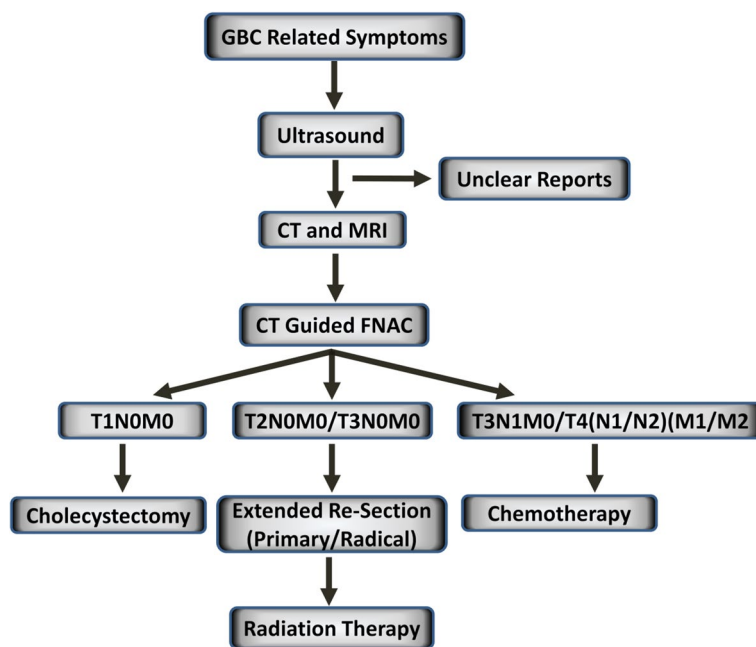 GBC Related Symptoms
Ultrasound
Unclear Reports
CT and MRI
CT Guided FNAC
T1N0M0
T2N0M0/T3N0M0
T3N1M0/T4(N1/N2)(M1/M2
Cholecystectomy
Extended Re-Section
(Primary/Radical)
Chemotherapy
Radiation Therapy